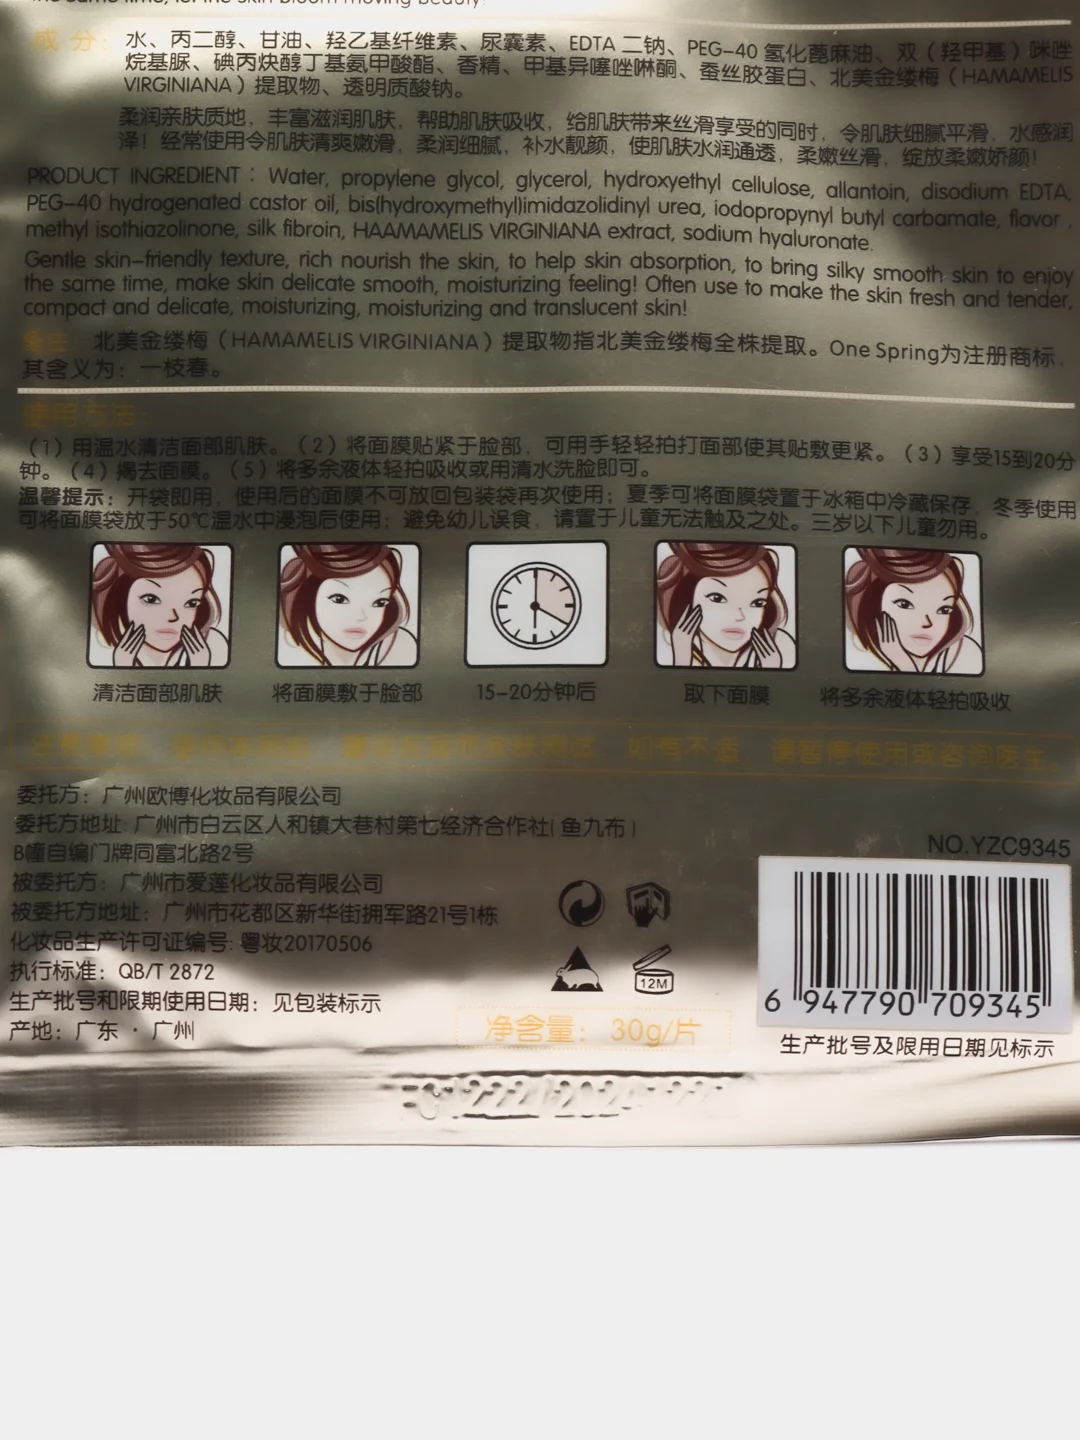 the same time, let the skin bloom moving beauty!
成 分： 水、丙二醇、甘油、羟乙基纤维素、尿囊素、EDTA 二钠、PEG-40 氢化蓖麻油、双（羟甲基）咪唑
烷基脲、碘丙炔醇丁基氨甲酸酯、香精、甲基异噻唑啉酮、蚕丝胶蛋白、北美金缕梅（HAMAMELIS
VIRGINIANA）提取物、透明质酸钠。
柔润亲肤质地，丰富滋润肌肤，帮助肌肤吸收，给肌肤带来丝滑享受的同时，令肌肤细腻平滑，水感润
泽！经常使用令肌肤清爽嫩滑，柔润细腻，补水靓颜，使肌肤水润通透，柔嫩丝滑，绽放柔嫩娇颜！
PRODUCT INGREDIENT： Water, propylene glycol, glycerol, hydroxyethyl cellulose, allantoin, disodium EDTA,
PEG-40 hydrogenated castor oil, bis(hydroxymethyl)imidazolidinyl urea, iodopropynyl butyl carbamate, flavor ,
methyl isothiazolinone, silk fibroin, HAAMAMELIS VIRGINIANA extract, sodium hyaluronate.
Gentle skin-friendly texture, rich nourish the skin, to help skin absorption, to bring silky smooth skin to enjoy
the same time, make skin delicate smooth, moisturizing feeling! Often use to make the skin fresh and tender,
compact and delicate, moisturizing, moisturizing and translucent skin!
北美金缕梅（HAMAMELIS VIRGINIANA）提取物指北美金缕梅全株提取。One Spring为注册商标，
其含义为：一枝春。
使用方法：
（1）用温水清洁面部肌肤。（2）将面膜贴紧于脸部，可用手轻轻拍打面部使其贴敷更紧。（3）享受15到20分
钟。（4）揭去面膜。（5）将多余液体轻拍吸收或用清水洗脸即可。
温馨提示：开袋即用，使用后的面膜不可放回包装袋再次使用；夏季可将面膜袋置于冰箱中冷藏保存，冬季使用
可将面膜袋放于50℃温水中浸泡后使用；避免幼儿误食，请置于儿童无法触及之处。三岁以下儿童勿用。
清洁面部肌肤 将面膜敷于脸部 15-20分钟后 取下面膜 将多余液体轻拍吸收
如有不适，请暂停使用或咨询医生。
委托方：广州欧博化妆品有限公司
委托方地址：广州市白云区人和镇大巷村第七经济合作社(鱼九布)
B幢自编门牌同富北路2号
被委托方：广州市爱莲化妆品有限公司
被委托方地址：广州市花都区新华街拥军路21号1栋
化妆品生产许可证编号：粤妆20170506
执行标准：QB/T 2872
生产批号和限期使用日期：见包装标示
产地：广东 · 广州
12M
净含量：30g/片
NO.YZC9345
6 947790 709345
生产批号及限用日期见标示